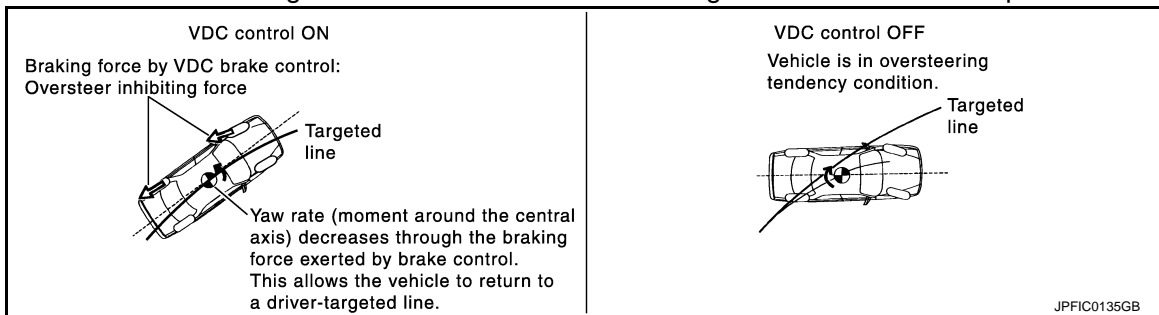 VDC control ON
Braking force by VDC brake control:
Oversteer inhibiting force
Targeted
line
Yaw rate (moment around the central
axis) decreases through the braking
force exerted by brake control.
This allows the vehicle to return to
a driver-targeted line.
VDC control OFF
Vehicle is in oversteering
tendency condition.
Targeted
line
JPFIC0135GB